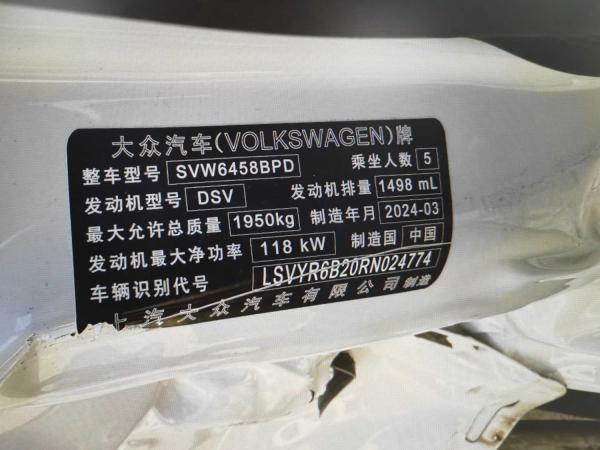 大众汽车(VOLKSWAGEN)牌
整车型号 SVW6458BPD 乘坐人数 5
发动机型号 DSV 发动机排量 1498 mL
最大允许总质量 1950kg 制造年月 2024-03
发动机最大净功率 118 kW 制造国 中国
车辆识别代号 LSVYR6B20RN024774
上汽大众汽车有限公司制造